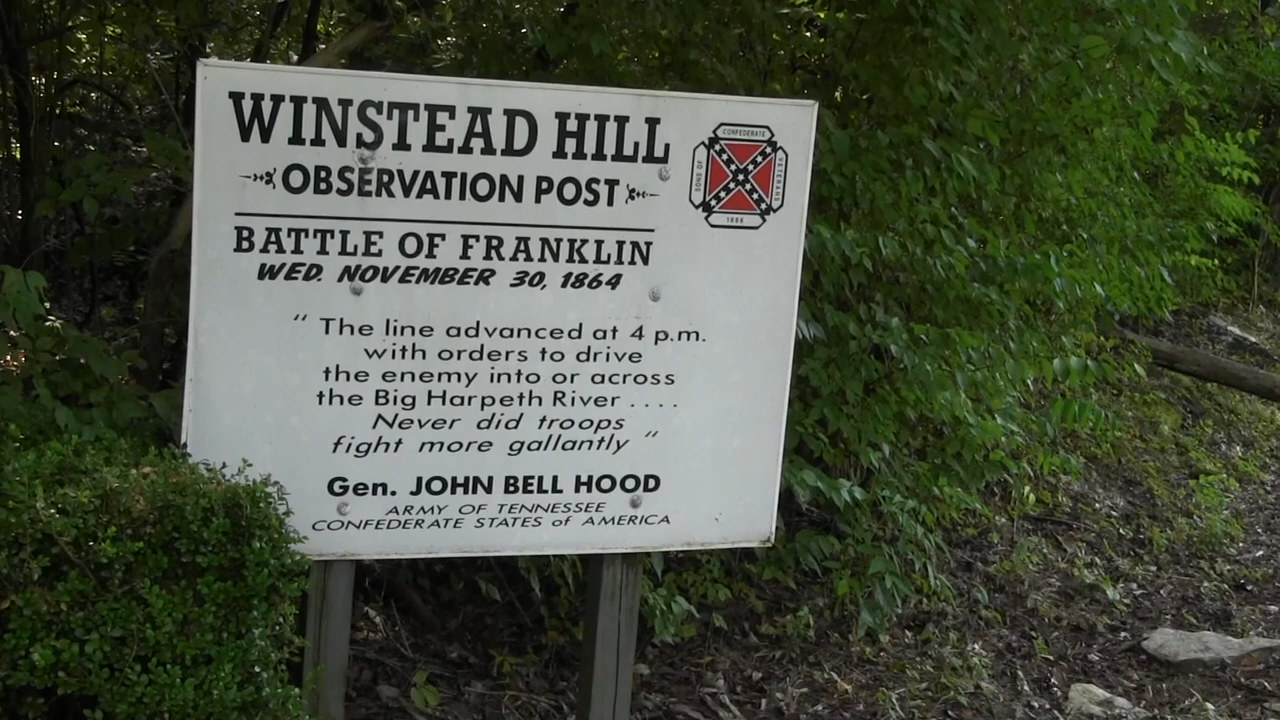 WINSTEAD HILL
OBSERVATION POST
BATTLE OF FRANKLIN
WED. NOVEMBER 30, 1864
" The line advanced at 4 p.m.
with orders to drive
the enemy into or across
the Big Harpeth River ....
Never did troops
fight more gallantly "
Gen. JOHN BELL HOOD
ARMY OF TENNESSEE
CONFEDERATE STATES of AMERICA
CONFEDERATE
SONS OF
VETERANS
1896